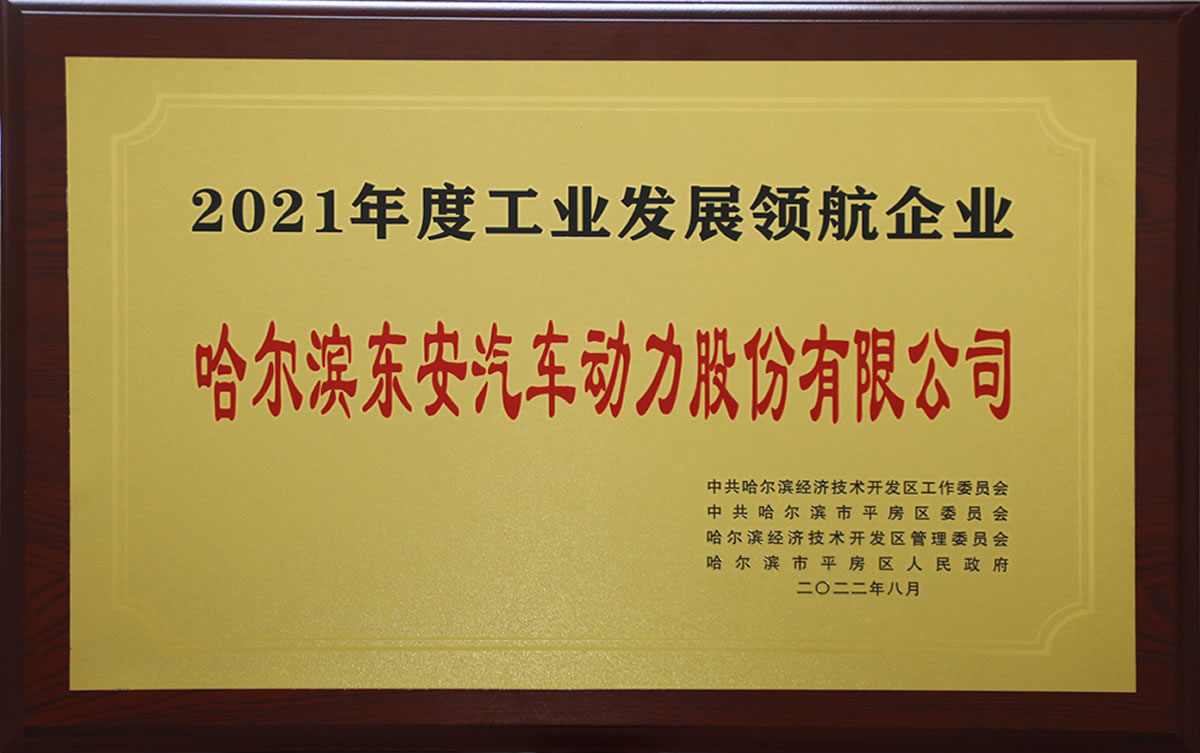 2021年度工业发展领航企业
哈尔滨东安汽车动力股份有限公司
中共哈尔滨经济技术开发区工作委员会
中共哈尔滨市平房区委员会
哈尔滨经济技术开发区管理委员会
哈尔滨市平房区人民政府
二〇二二年八月